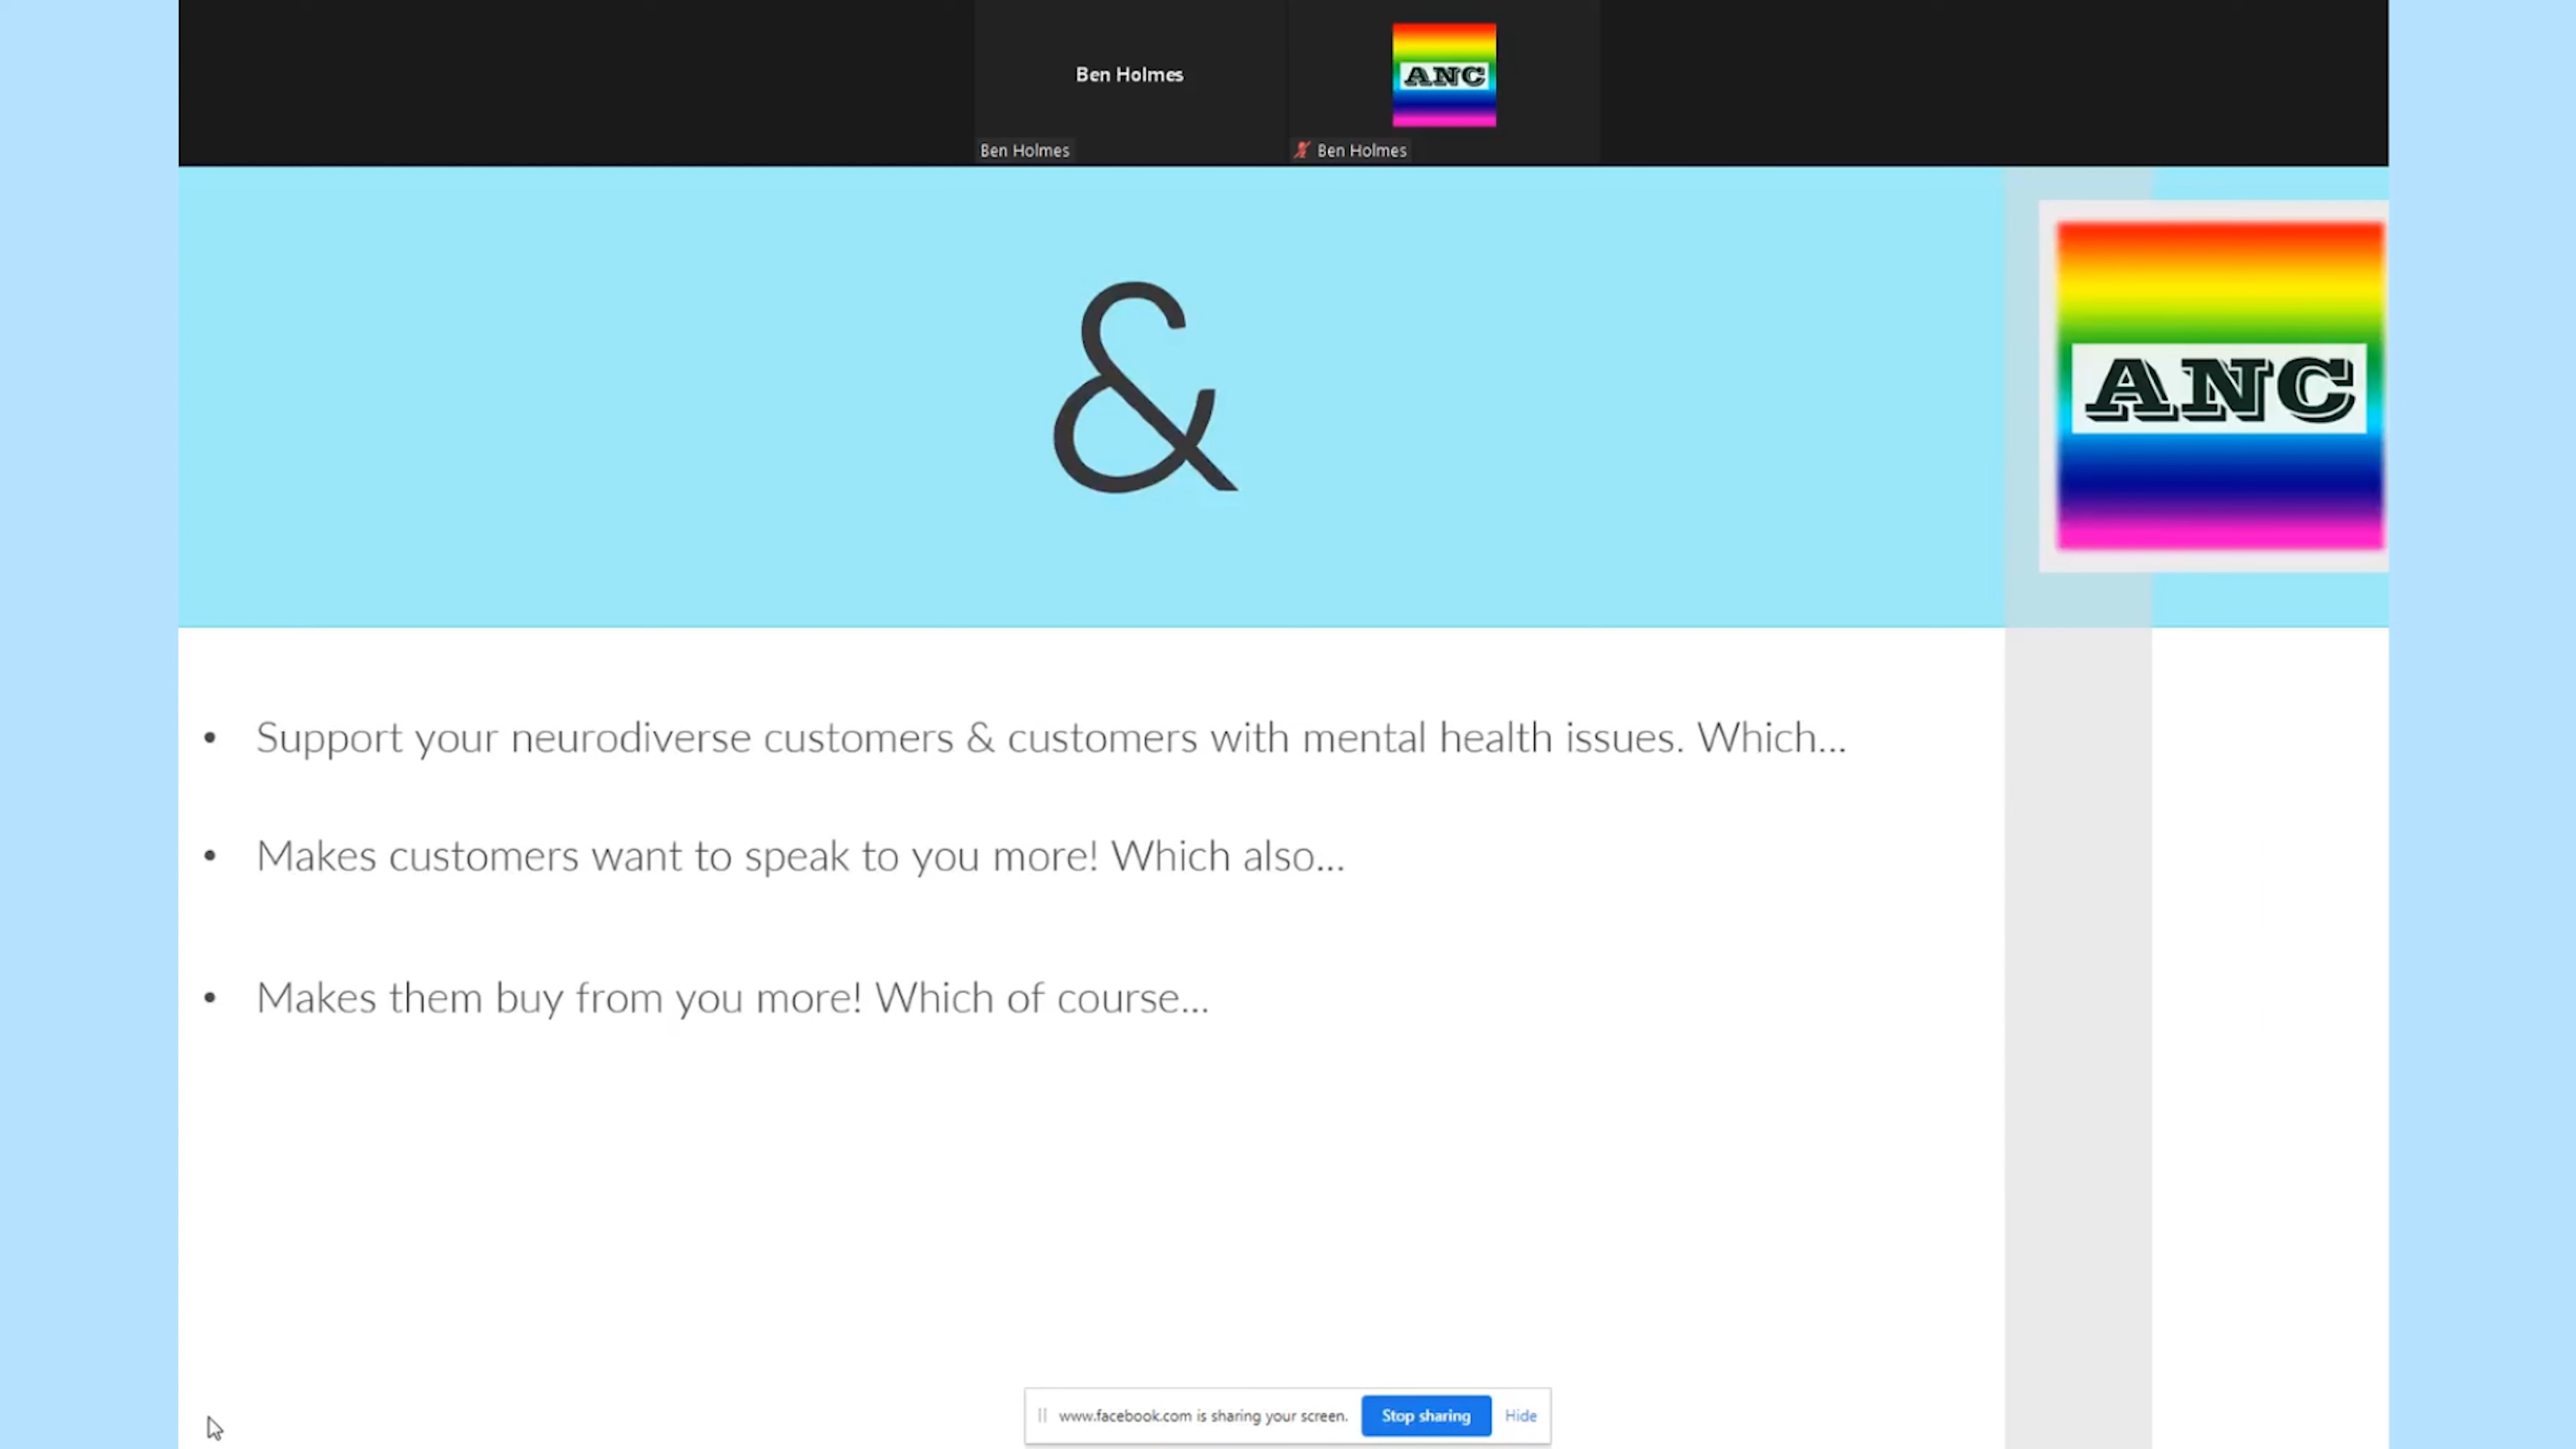 Ben Holmes
ANC
Ben Holmes
Ben Holmes
&
ANC
• Support your neurodiverse customers & customers with mental health issues. Which...
• Makes customers want to speak to you more! Which also...
• Makes them buy from you more! Which of course...
www.facebook.com is sharing your screen. Stop sharing Hide